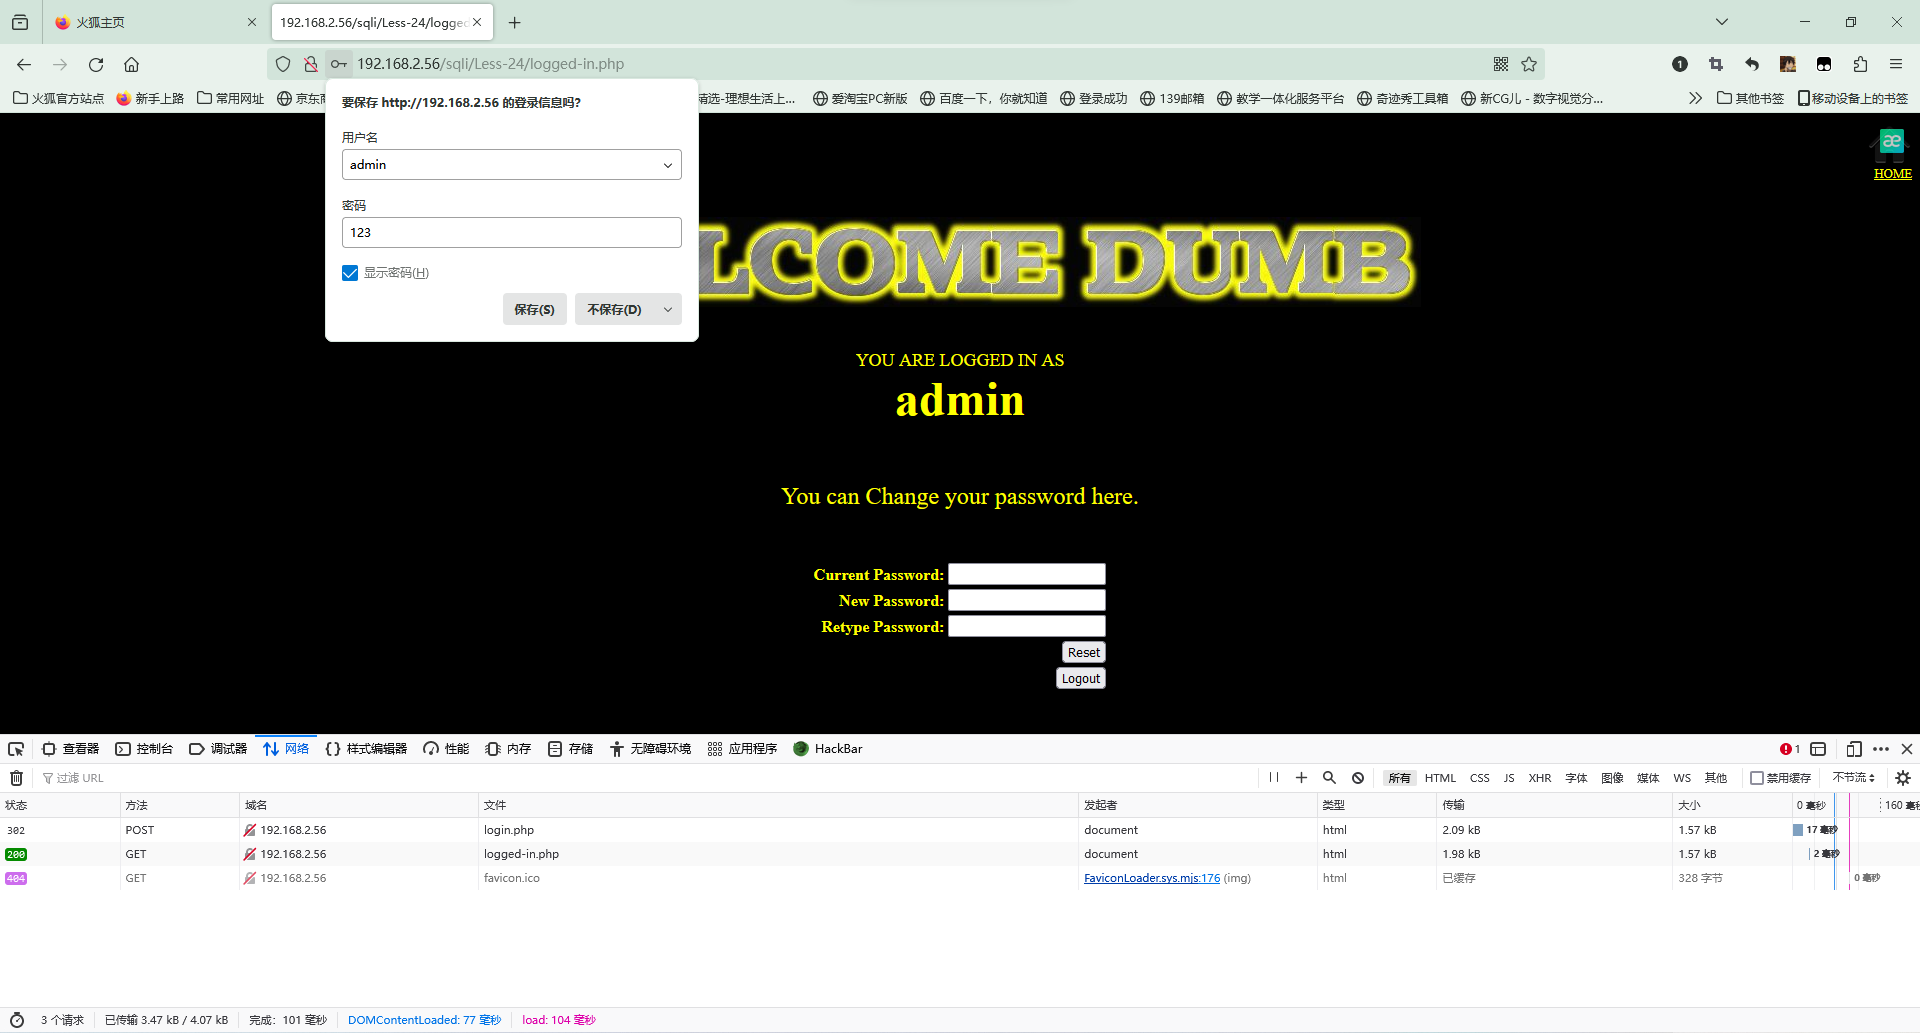 火狐主页
192.168.2.56/sqli/Less-24/logged
192.168.2.56/sqli/Less-24/logged-in.php
火狐官方站点 新手上路 常用网址 京东商 精选-理想生活上... 爱淘宝PC新版 百度一下，你就知道 登录成功 139邮箱 教学一体化服务平台 奇迹秀工具箱 新CG儿 - 数字视觉分... 其他书签 移动设备上的书签
要保存 http://192.168.2.56 的登录信息吗?
用户名
admin
密码
123
显示密码(H)
保存(S) 不保存(D)
æ
HOME
LCOME DUMB
YOU ARE LOGGED IN AS
admin
You can Change your password here.
Current Password:
New Password:
Retype Password:
Reset
Logout
查看器 控制台 调试器 网络 样式编辑器 性能 内存 存储 无障碍环境 应用程序 HackBar 1
过滤 URL 所有 HTML CSS JS XHR 字体 图像 媒体 WS 其他 禁用缓存 不节流
状态 方法 域名 文件 发起者 类型 传输 大小 0 毫秒 160 毫秒
302 POST 192.168.2.56 login.php document html 2.09 kB 1.57 kB 17 毫秒
200 GET 192.168.2.56 logged-in.php document html 1.98 kB 1.57 kB 2 毫秒
404 GET 192.168.2.56 favicon.ico FaviconLoader.sys.mjs:176 (img) html 已缓存 328 字节 0 毫秒
3 个请求 已传输 3.47 kB / 4.07 kB 完成：101 毫秒 DOMContentLoaded: 77 毫秒 load: 104 毫秒